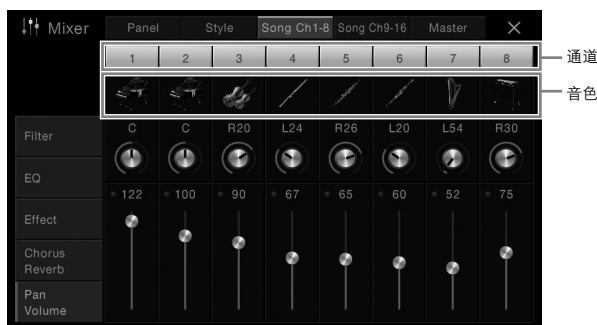 Mixer Panel Style Song Ch1-8 Song Ch9-16 Master
1 2 3 4 5 6 7 8 通道
音色
Filter C C R20 L24 R26 L20 L54 R30
EQ
122 100 90 67 65 60 52 75
Effect
Chorus
Reverb
Pan
Volume